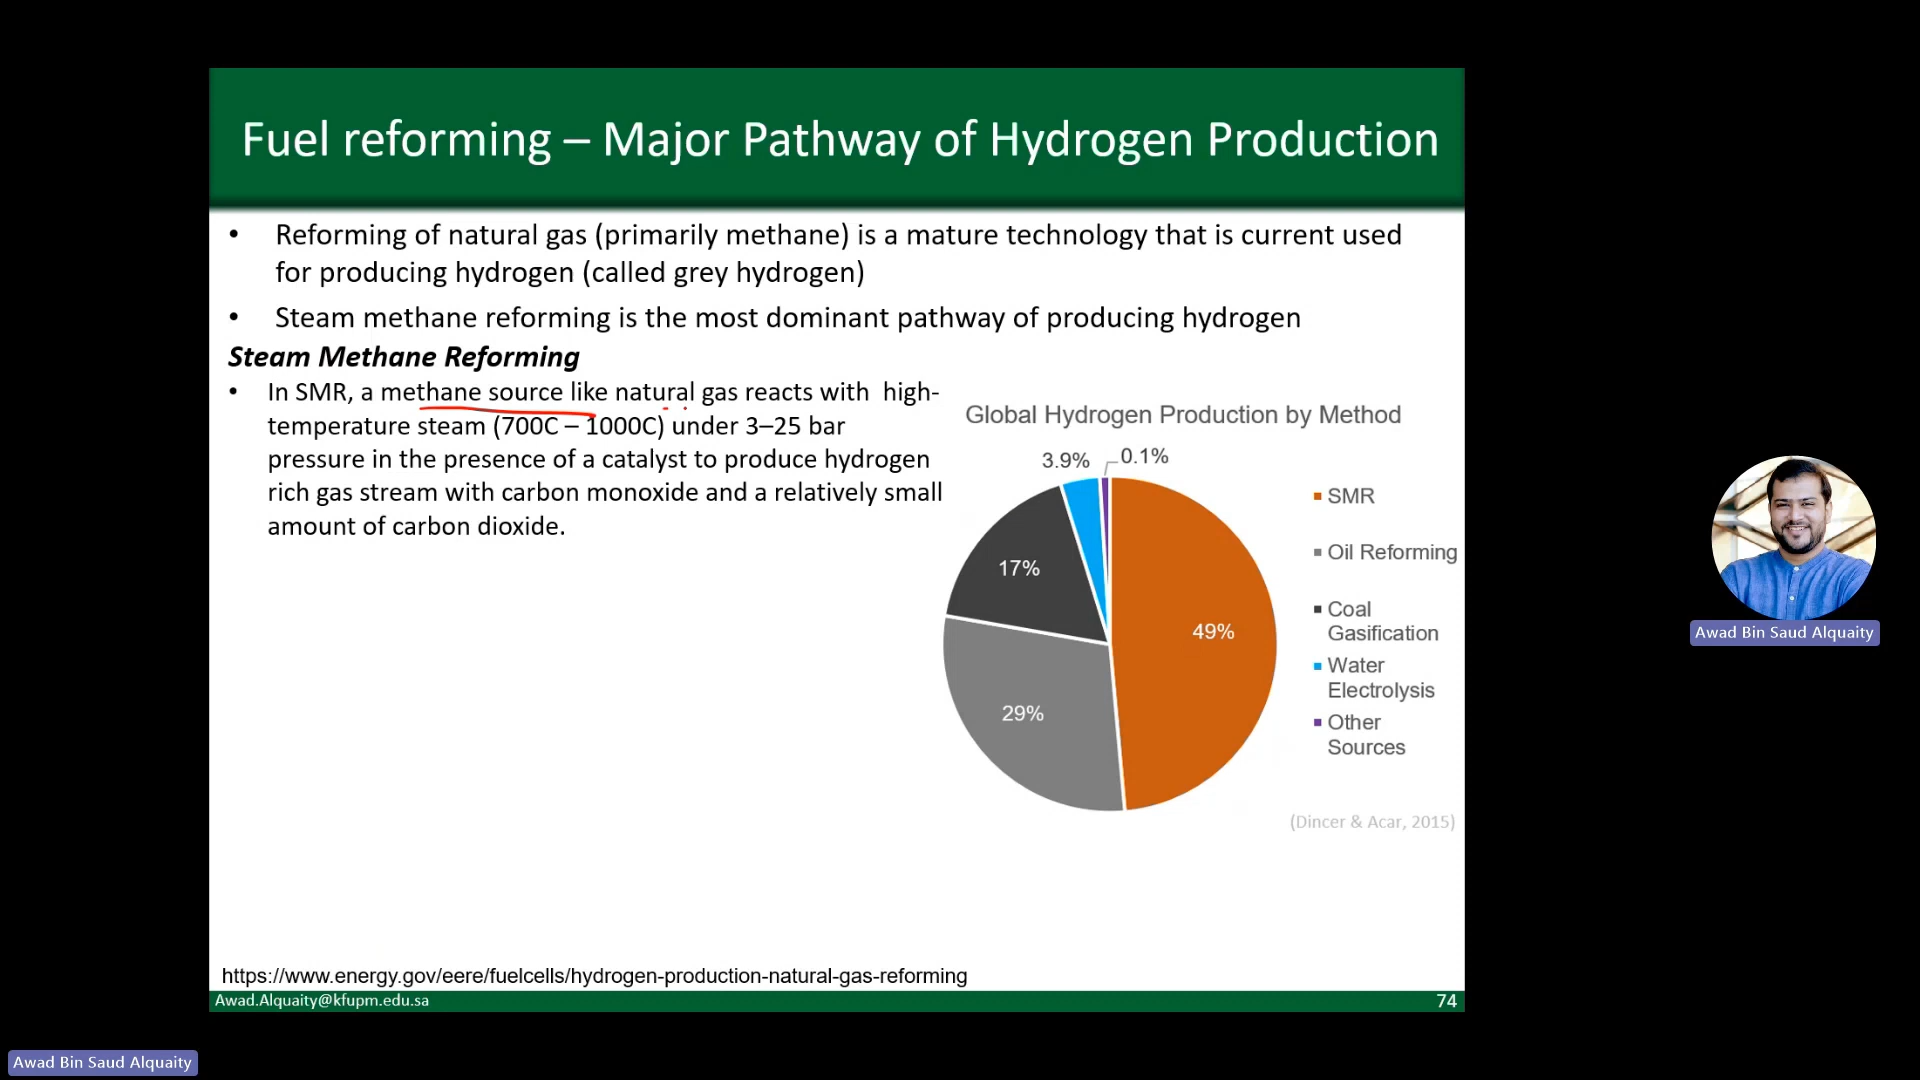 Fuel reforming – Major Pathway of Hydrogen Production
• Reforming of natural gas (primarily methane) is a mature technology that is current used
for producing hydrogen (called grey hydrogen)
• Steam methane reforming is the most dominant pathway of producing hydrogen
Steam Methane Reforming
• In SMR, a methane source like natural gas reacts with high-
temperature steam (700C – 1000C) under 3–25 bar
pressure in the presence of a catalyst to produce hydrogen
rich gas stream with carbon monoxide and a relatively small
amount of carbon dioxide.
Global Hydrogen Production by Method
3.9%
0.1%
17%
49%
29%
SMR
Oil Reforming
Coal
Gasification
Water
Electrolysis
Other
Sources
(Dincer & Acar, 2015)
https://www.energy.gov/eere/fuelcells/hydrogen-production-natural-gas-reforming
Awad.Alquaity@kfupm.edu.sa
74
Awad Bin Saud Alquaity
Awad Bin Saud Alquaity